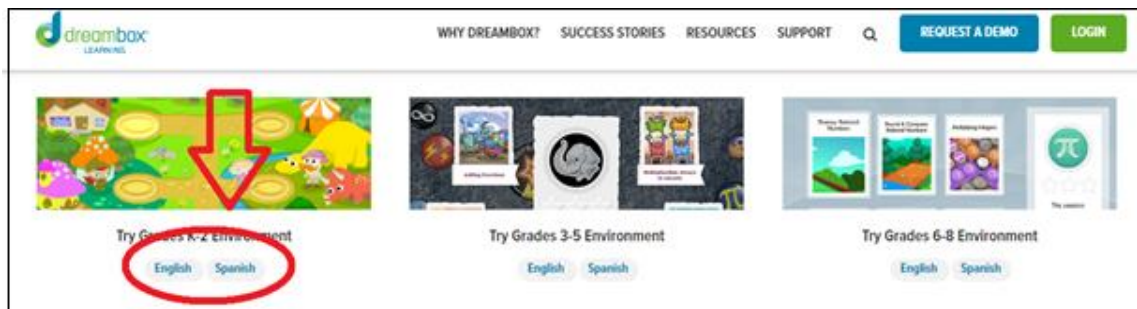 dreambox
LEARNING
WHY DREAMBOX? SUCCESS STORIES RESOURCES SUPPORT REQUEST A DEMO LOGIN
Try Grades K-2 Environment Try Grades 3-5 Environment Try Grades 6-8 Environment
English Spanish English Spanish English Spanish